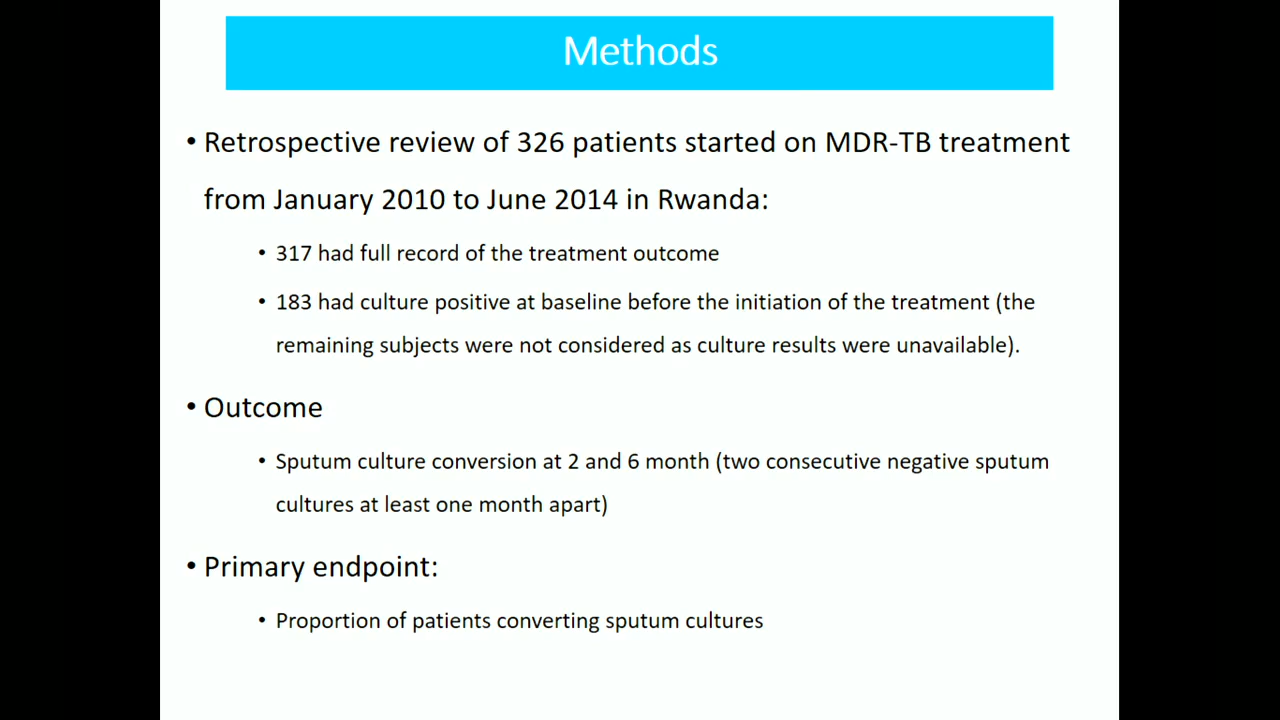 Methods
• Retrospective review of 326 patients started on MDR-TB treatment
from January 2010 to June 2014 in Rwanda:
• 317 had full record of the treatment outcome
• 183 had culture positive at baseline before the initiation of the treatment (the
remaining subjects were not considered as culture results were unavailable).
• Outcome
• Sputum culture conversion at 2 and 6 month (two consecutive negative sputum
cultures at least one month apart)
• Primary endpoint:
• Proportion of patients converting sputum cultures